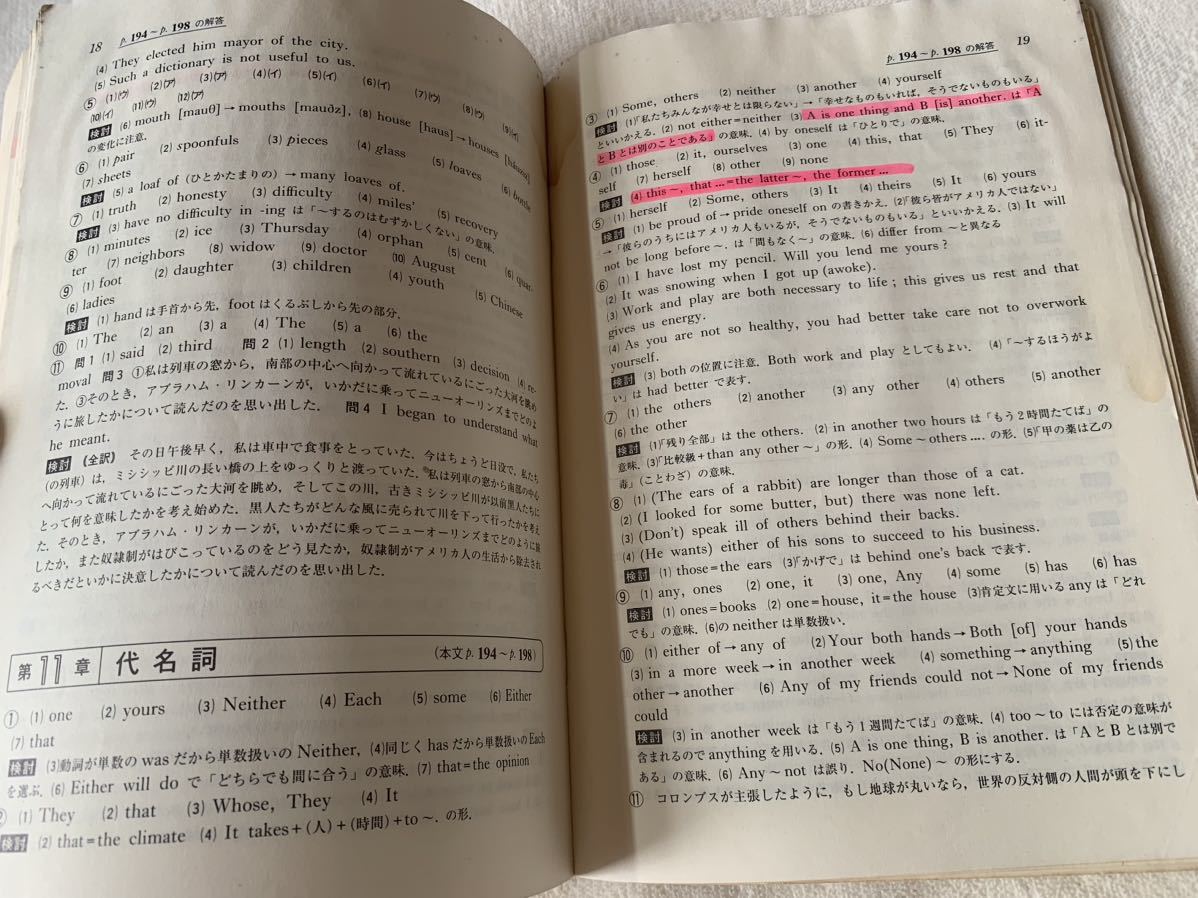 18 p.194～p.198 の解答
(4) They elected him mayor of the city.
(5) Such a dictionary is not useful to us.
⑤ (1)(ウ) (2)(ア) (3)(ア) (4)(イ) (5)(イ) (6)(イ) (7)(ウ) (8)(ウ) (9)(イ)
(10)(イ) (11)(ウ) (12)(ア)
検討 (6) mouth [mauθ]→mouths [mauðz], (8) house [haus]→houses
の変化に注意.
⑥ (1) pair (2) spoonfuls (3) pieces (4) glass (5) loaves (6) bottle
(7) sheets
検討 (5) a loaf of (ひとかたまりの)→many loaves of.
⑦ (1) truth (2) honesty (3) difficulty (4) miles' (5) recovery
検討 (3) have no difficulty in -ing は「～するのはむずかしくない」の意味.
⑧ (1) minutes (2) ice (3) Thursday (4) orphan (5) cent (6) quar-
ter (7) neighbors (8) widow (9) doctor (10) August
⑨ (1) foot (2) daughter (3) children (4) youth (5) Chinese
(6) ladies
検討 (1) hand は手首から先, foot はくるぶしから先の部分.
⑩ (1) The (2) an (3) a (4) The (5) a (6) the
⑪ 問1 (1) said (2) third 問2 (1) length (2) southern (3) decision (4) re-
moval 問3 ①私は列車の窓から, 南部の中心へ向かって流れているにごった大河を眺め
た. ③そのとき, アブラハム・リンカーンが, いかだに乗ってニューオーリンズまでどのよ
うに旅したかについて読んだのを思い出した. 問4 I began to understand what
he meant.
検討 《全訳》 その日午後早く, 私は車中で食事をとっていた. 今はちょうど日没で, 私たち
(の列車) は, ミシシッピ川の長い橋の上をゆっくりと渡っていた. 私は列車の窓から南部の中心
へ向かって流れているにごった大河を眺め, そしてこの川, 古きミシシッピ川が以前黒人たちに
とって何を意味したかを考え始めた. 黒人たちがどんな風に売られて川を下って行ったかを考え
た. そのとき, アブラハム・リンカーンが, いかだに乗ってニューオーリンズまでどのように旅
したか, また奴隷制がはびこっているのをどう見たか, 奴隷制がアメリカ人の生活から除去され
るべきだといかに決意したかについて読んだのを思い出した.
第11章 代名詞 (本文 p.194～p.198)
① (1) one (2) yours (3) Neither (4) Each (5) some (6) Either
(7) that
検討 (3)動詞が単数の was だから単数扱いの Neither, (4)同じく has だから単数扱いの Each
を選ぶ. (6) Either will do で「どちらでも間に合う」の意味. (7) that＝the opinion
② (1) They (2) that (3) Whose, They (4) It
検討 (2) that＝the climate (4) It takes＋(人)＋(時間)＋to ～. の形.
p.194～p.198 の解答 19
③ (1) Some, others (2) neither (3) another (4) yourself
検討 (1)「私たちみんなが幸せとは限らない」→「幸せなものもいれば, そうでないものもいる」
といいかえる. (2) not either＝neither (3) A is one thing and B [is] another. は「A
とBとは別のことである」の意味. (4) by oneself は「ひとりで」の意味.
④ (1) those (2) it, ourselves (3) one (4) this, that (5) They (6) it-
self (7) herself (8) other (9) none
検討 (4) this ～, that …＝the latter ～, the former …
⑤ (1) herself (2) Some, others (3) It (4) theirs (5) It (6) yours
検討 (1) be proud of→pride oneself on の書きかえ. (2)「彼ら皆がアメリカ人ではない」
→「彼らのうちにはアメリカ人もいるが, そうでないものもいる」といいかえる. (3) It will
not be long before ～. は「間もなく～」の意味. (6) differ from ～と異なる
⑥ (1) I have lost my pencil. Will you lend me yours?
(2) It was snowing when I got up (awoke).
(3) Work and play are both necessary to life; this gives us rest and that
gives us energy.
(4) As you are not so healthy, you had better take care not to overwork
yourself.
検討 (3) both の位置に注意. Both work and play としてもよい. (4)「～するほうがよ
い」は had better で表す.
⑦ (1) the others (2) another (3) any other (4) others (5) another
(6) the other
検討 (1)「残り全部」は the others. (2) in another two hours は「もう2時間たてば」の
意味. (3)「比較級＋than any other ～」の形. (4) Some～others …. の形. (5)「甲の薬は乙の
毒」(ことわざ) の意味.
⑧ (1) (The ears of a rabbit) are longer than those of a cat.
(2) (I looked for some butter, but) there was none left.
(3) (Don't) speak ill of others behind their backs.
(4) (He wants) either of his sons to succeed to his business.
検討 (1) those＝the ears (3)「かげで」は behind one's back で表す.
⑨ (1) any, ones (2) one, it (3) one, Any (4) some (5) has (6) has
検討 (1) ones＝books (2) one＝house, it＝the house (3)肯定文に用いる any は「どれ
でも」の意味. (6)の neither は単数扱い.
⑩ (1) either of→any of (2) Your both hands→Both [of] your hands
(3) in a more week→in another week (4) something→anything (5) the
other→another (6) Any of my friends could not→None of my friends
could
検討 (3) in another week は「もう1週間たてば」の意味. (4) too～to には否定の意味が
含まれるので anything を用いる. (5) A is one thing, B is another. は「AとBとは別で
ある」の意味. (6) Any～not は誤り. No(None) ～の形にする.
⑪ コロンブスが主張したように, もし地球が丸いなら, 世界の反対側の人間が頭を下にし